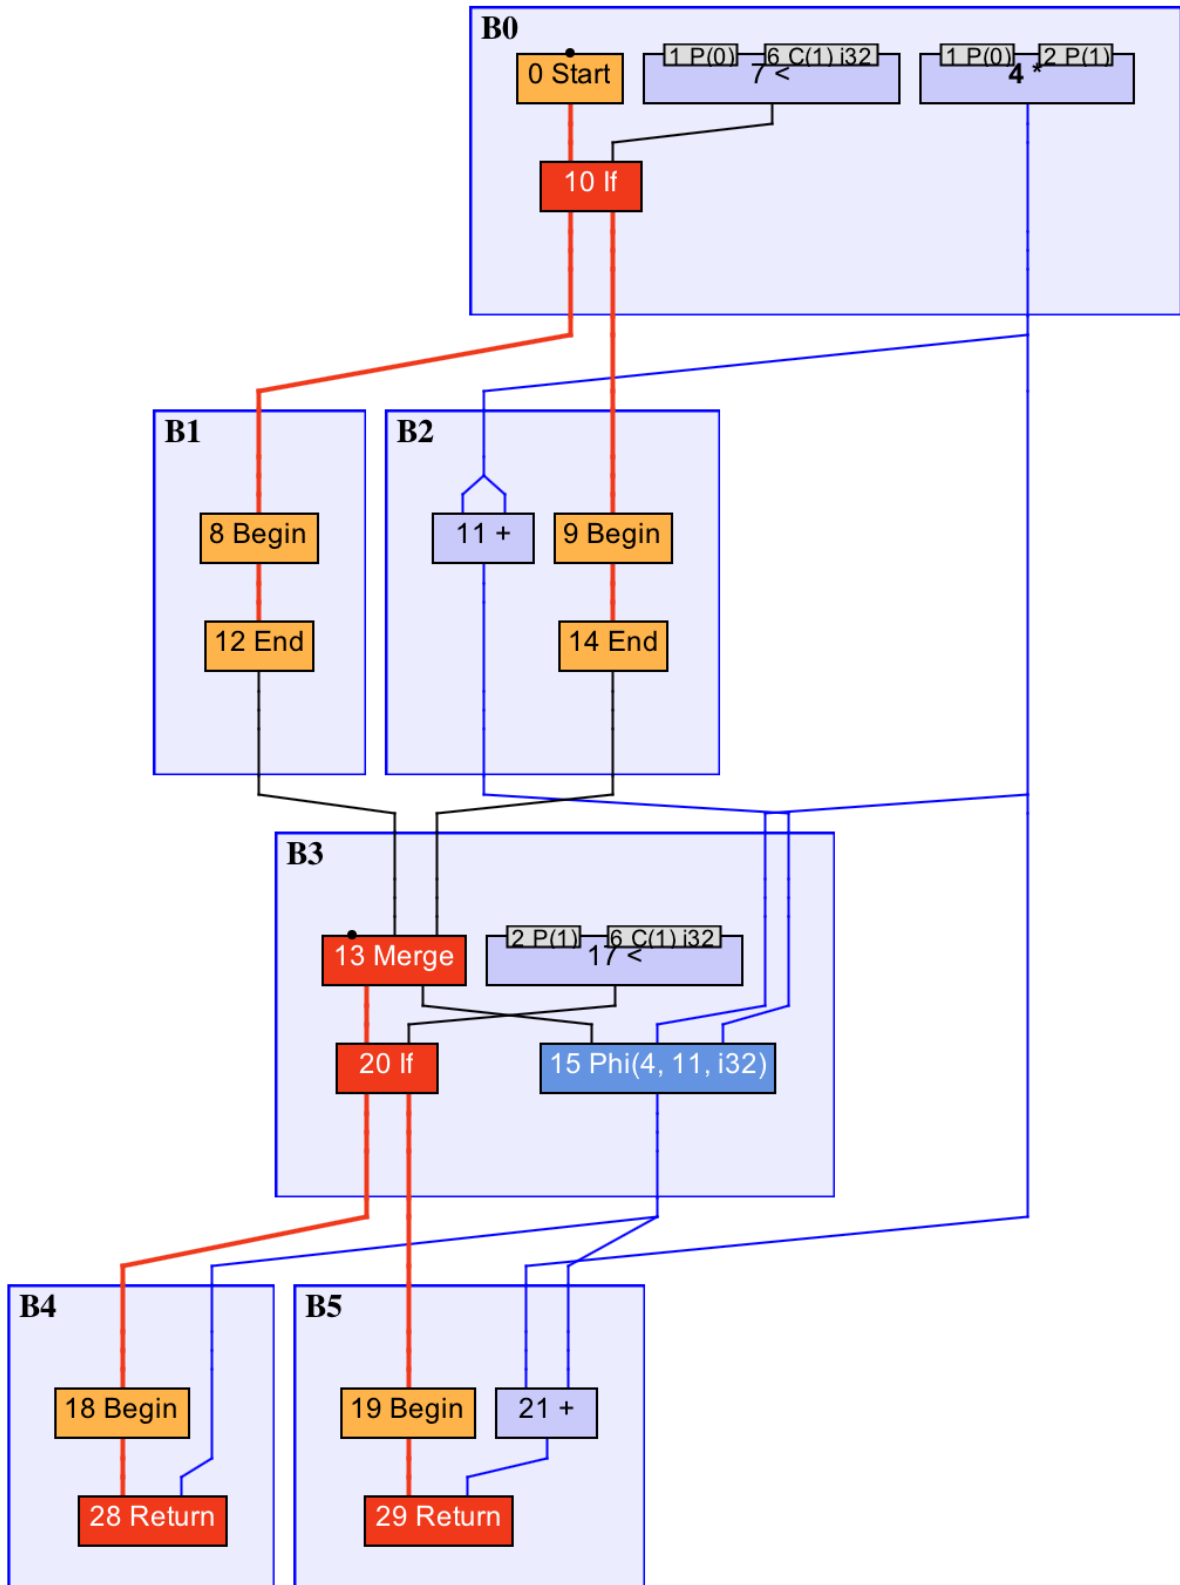 B0
1 P(0)
6 C(1) i32
1 P(0)
2 P(1)
0 Start
7 <
4 *
10 If
B1
B2
8 Begin
11 +
9 Begin
12 End
14 End
B3
2 P(1)
6 C(1) i32
13 Merge
17 <
20 If
15 Phi(4, 11, i32)
B4
B5
18 Begin
19 Begin
21 +
28 Return
29 Return